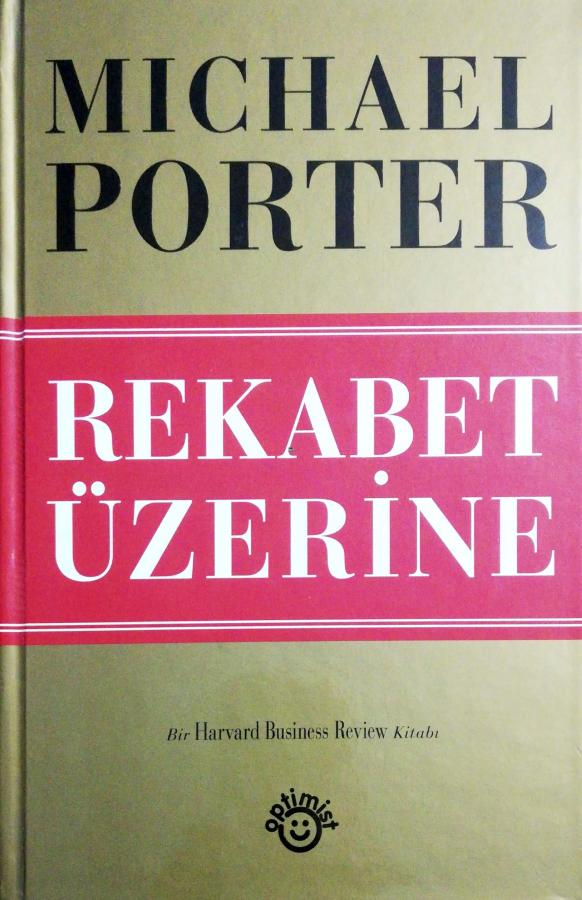 MICHAEL
PORTER
REKABET
ÜZERİNE
Bir Harvard Business Review Kitabı
optimist